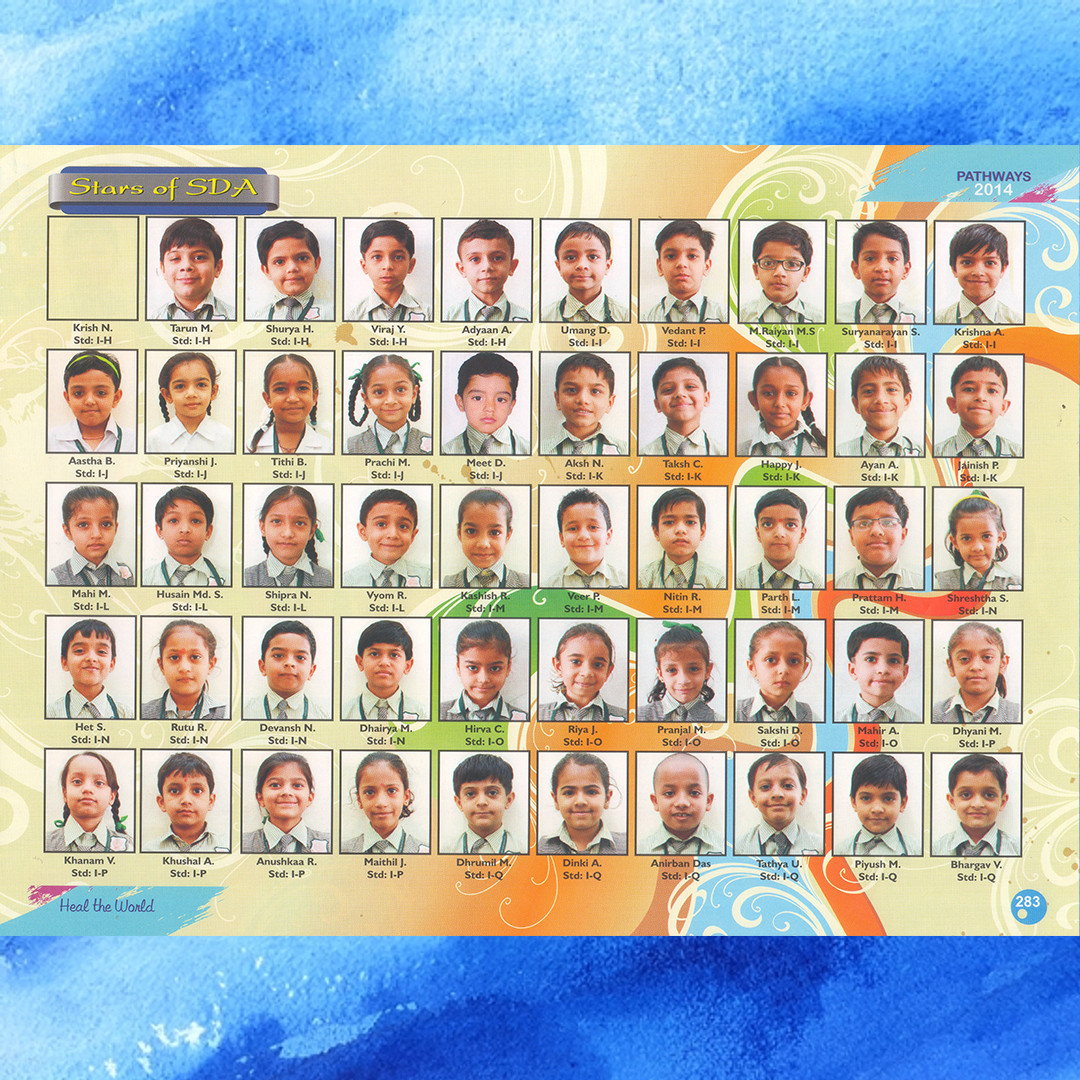 Stars of SDA
PATHWAYS
2014
Krish N. Tarun M. Shurya H. Viraj Y. Adyaan A. Umang D. Vedant P. M.Raiyan M.S Suryanarayan S. Krishna A.
Std: I-H Std: I-H Std: I-H Std: I-H Std: I-H Std: I-I Std: I-I Std: I-I Std: I-I Std: I-I
Aastha B. Priyanshi J. Tithi B. Prachi M. Meet D. Aksh N. Taksh C. Happy J. Ayan A. Jainish P.
Std: I-J Std: I-J Std: I-J Std: I-J Std: I-J Std: I-K Std: I-K Std: I-K Std: I-K Std: I-K
Mahi M. Husain Md. S. Shipra N. Vyom R. Kashish R. Veer P. Nitin R. Parth L. Prattam H. Shreshtha S.
Std: I-L Std: I-L Std: I-L Std: I-L Std: I-M Std: I-M Std: I-M Std: I-M Std: I-M Std: I-N
Het S. Rutu R. Devansh N. Dhairya M. Hirva C. Riya J. Pranjal M. Sakshi D. Mahir A. Dhyani M.
Std: I-N Std: I-N Std: I-N Std: I-N Std: I-O Std: I-O Std: I-O Std: I-O Std: I-O Std: I-P
Khanam V. Khushal A. Anushkaa R. Maithil J. Dhrumil M. Dinki A. Anirban Das Tathya U. Piyush M. Bhargav V.
Std: I-P Std: I-P Std: I-P Std: I-P Std: I-Q Std: I-Q Std: I-Q Std: I-Q Std: I-Q Std: I-Q
Heal the World
283